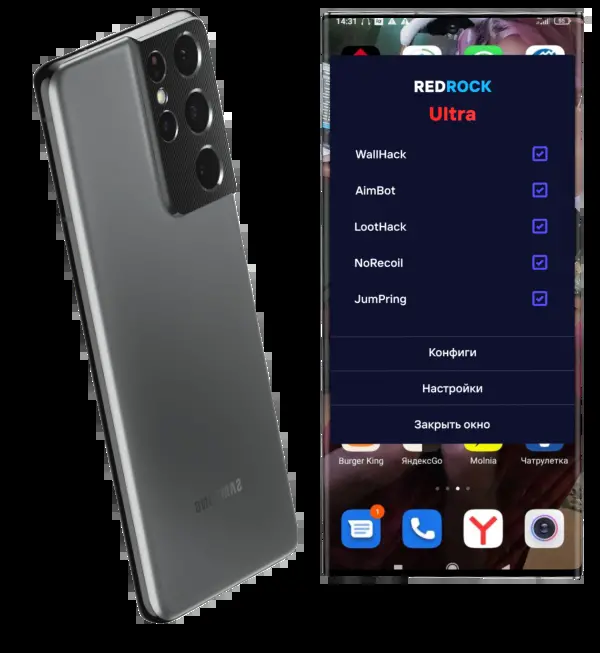 14:31
REDROCK
Ultra
WallHack
AimBot
LootHack
NoRecoil
JumPring
Конфиги
Настройки
Закрыть окно
Burger King
ЯндексGo
Molnia
Чатрулетка
1
SAMSUNG